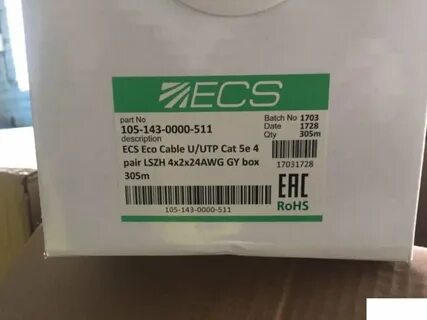 ECS
part No
105-143-0000-511
description
ECS Eco Cable U/UTP Cat 5e 4
pair LSZH 4x2x24AWG GY box
305m
105-143-0000-511
Batch No 1703
Date 1728
Qty 305m
17031728
EAC
RoHS